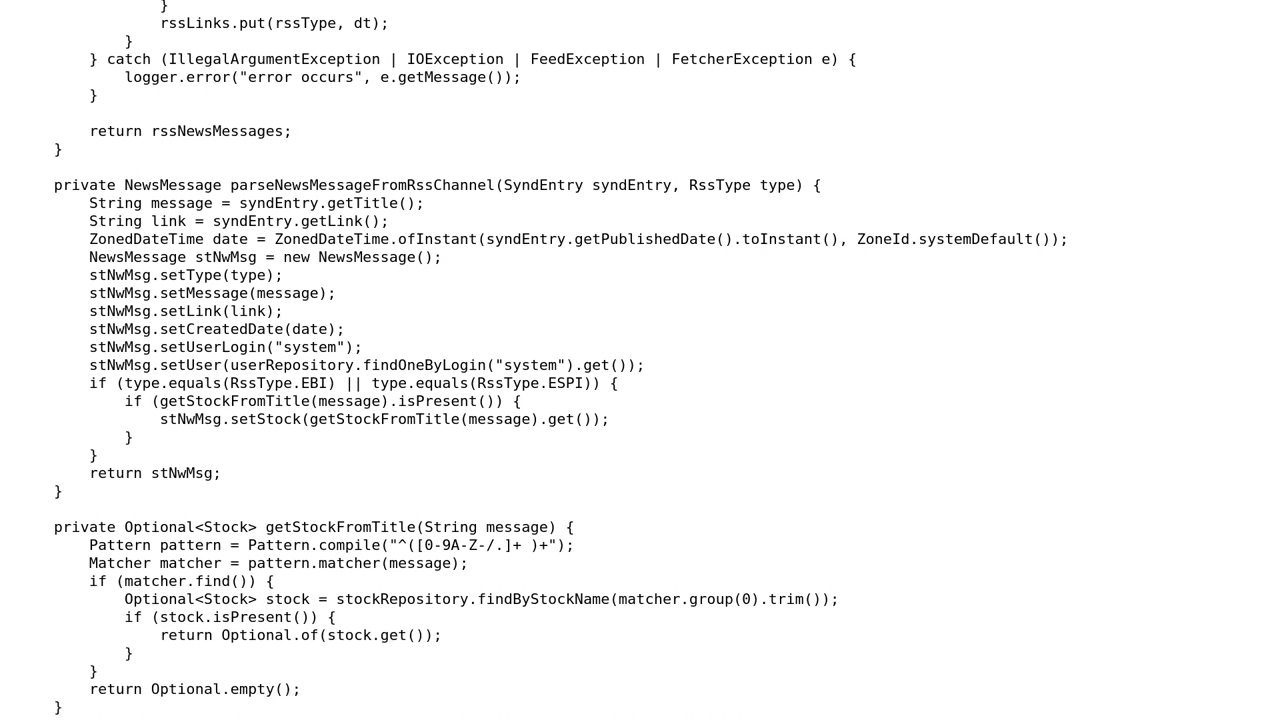 }
                rssLinks.put(rssType, dt);
            }
        } catch (IllegalArgumentException | IOException | FeedException | FetcherException e) {
            logger.error("error occurs", e.getMessage());
        }

        return rssNewsMessages;
    }

    private NewsMessage parseNewsMessageFromRssChannel(SyndEntry syndEntry, RssType type) {
        String message = syndEntry.getTitle();
        String link = syndEntry.getLink();
        ZonedDateTime date = ZonedDateTime.ofInstant(syndEntry.getPublishedDate().toInstant(), ZoneId.systemDefault());
        NewsMessage stNwMsg = new NewsMessage();
        stNwMsg.setType(type);
        stNwMsg.setMessage(message);
        stNwMsg.setLink(link);
        stNwMsg.setCreatedDate(date);
        stNwMsg.setUserLogin("system");
        stNwMsg.setUser(userRepository.findOneByLogin("system").get());
        if (type.equals(RssType.EBI) || type.equals(RssType.ESPI)) {
            if (getStockFromTitle(message).isPresent()) {
                stNwMsg.setStock(getStockFromTitle(message).get());
            }
        }
        return stNwMsg;
    }

    private Optional<Stock> getStockFromTitle(String message) {
        Pattern pattern = Pattern.compile("^([0-9A-Z-/.]+ )+");
        Matcher matcher = pattern.matcher(message);
        if (matcher.find()) {
            Optional<Stock> stock = stockRepository.findByStockName(matcher.group(0).trim());
            if (stock.isPresent()) {
                return Optional.of(stock.get());
            }
        }
        return Optional.empty();
    }